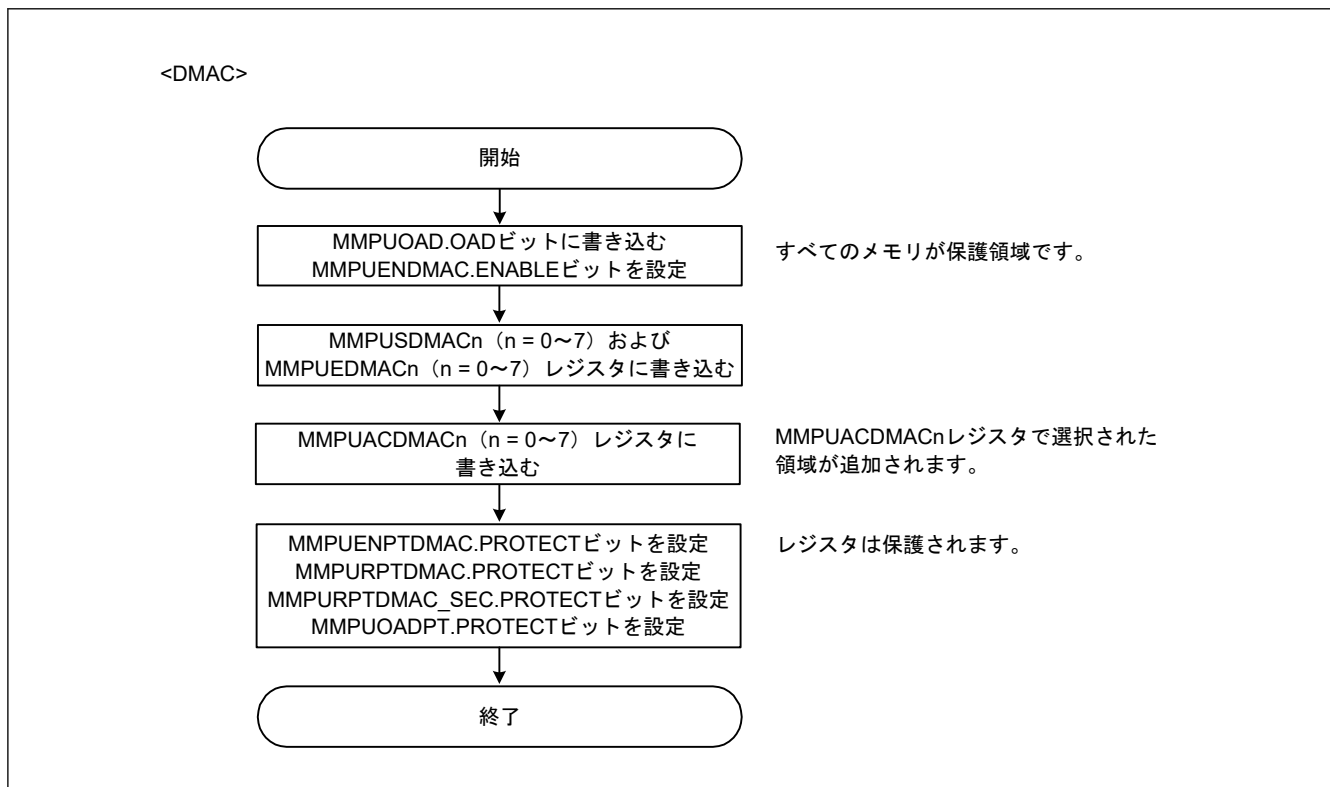 <DMAC>
開始
MMPUOAD.OADビットに書き込む
MMPUENDMAC.ENABLEビットを設定
すべてのメモリが保護領域です。
MMPUSDMACn（n = 0～7）および
MMPUEDMACn（n = 0～7）レジスタに書き込む
MMPUACDMACn（n = 0～7）レジスタに
書き込む
MMPUACDMACnレジスタで選択された
領域が追加されます。
MMPUENPTDMAC.PROTECTビットを設定
MMPURPTDMAC.PROTECTビットを設定
MMPURPTDMAC_SEC.PROTECTビットを設定
MMPUOADPT.PROTECTビットを設定
レジスタは保護されます。
終了